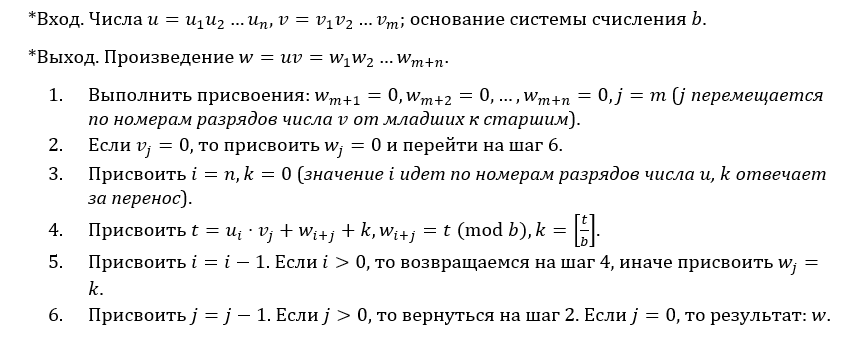 *Вход. Числа u = u₁u₂ … uₙ, v = v₁v₂ … vₘ; основание системы счисления b.
*Выход. Произведение w = uv = w₁w₂ … wₘ₊ₙ.
1. Выполнить присвоения: wₘ₊₁ = 0, wₘ₊₂ = 0, … , wₘ₊ₙ = 0, j = m (j перемещается
по номерам разрядов числа v от младших к старшим).
2. Если vⱼ = 0, то присвоить wⱼ = 0 и перейти на шаг 6.
3. Присвоить i = n, k = 0 (значение i идет по номерам разрядов числа u, k отвечает
за перенос).
4. Присвоить t = uᵢ · vⱼ + wᵢ₊ⱼ + k, wᵢ₊ⱼ = t (mod b), k = [t/b].
5. Присвоить i = i − 1. Если i > 0, то возвращаемся на шаг 4, иначе присвоить wⱼ =
k.
6. Присвоить j = j − 1. Если j > 0, то вернуться на шаг 2. Если j = 0, то результат: w.